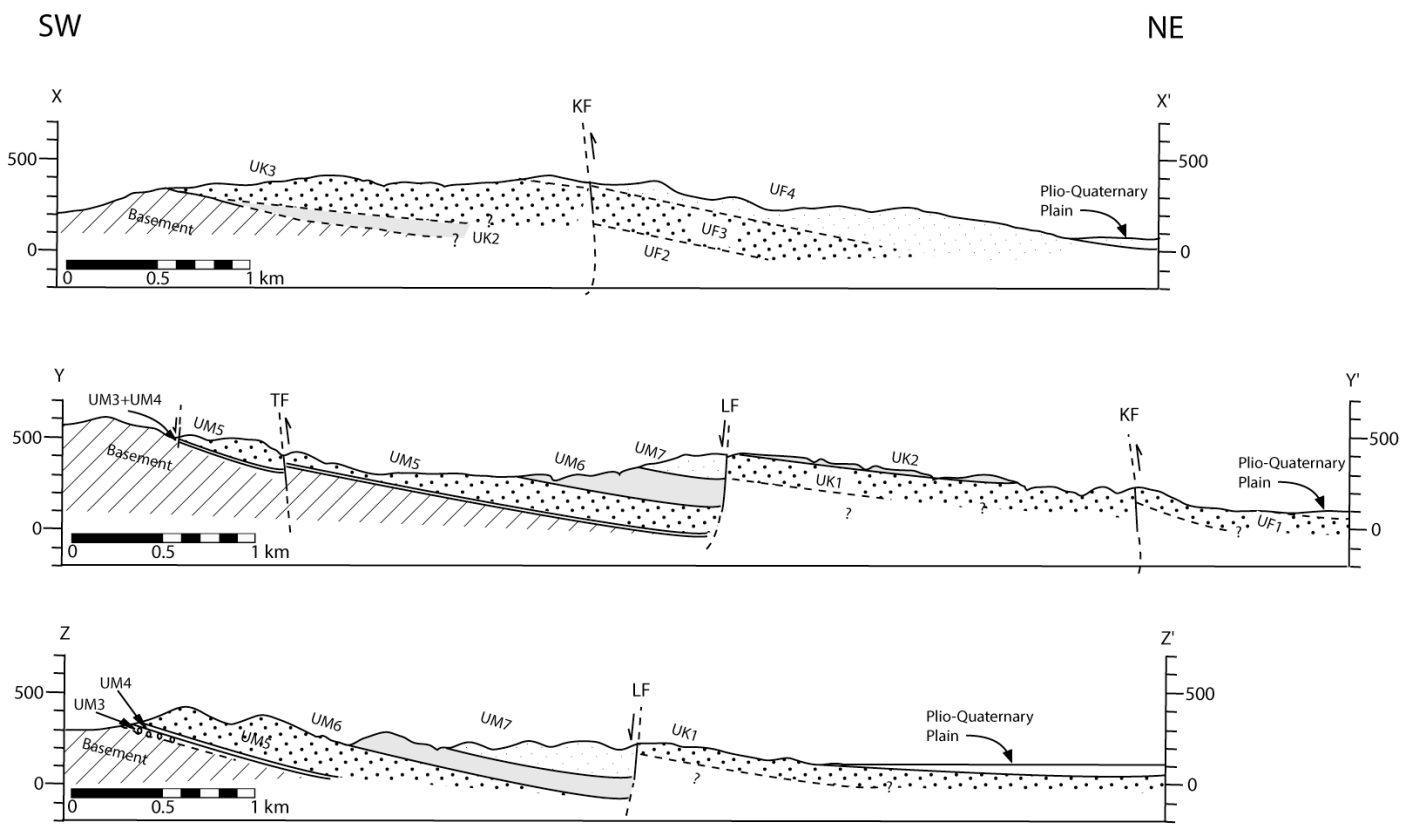 SW NE
X X'
KF
500 500
UK3
UF4
Plio-Quaternary
Plain
Basement
?
UF3
0 ? UK2 UF2 0
0 0.5 1 km
Y Y'
UM3+UM4 TF LF KF
UM5
500 500
UM7
Basement UM5 UM6 UK2
Plio-Quaternary
Plain
UK1
? ?
UF1
0 ? 0
0 0.5 1 km
Z Z'
UM4 LF
500 500
UM3
UM6 UM7 UK1
Plio-Quaternary
Plain
Basement UM5
? ?
0 0
0 0.5 1 km